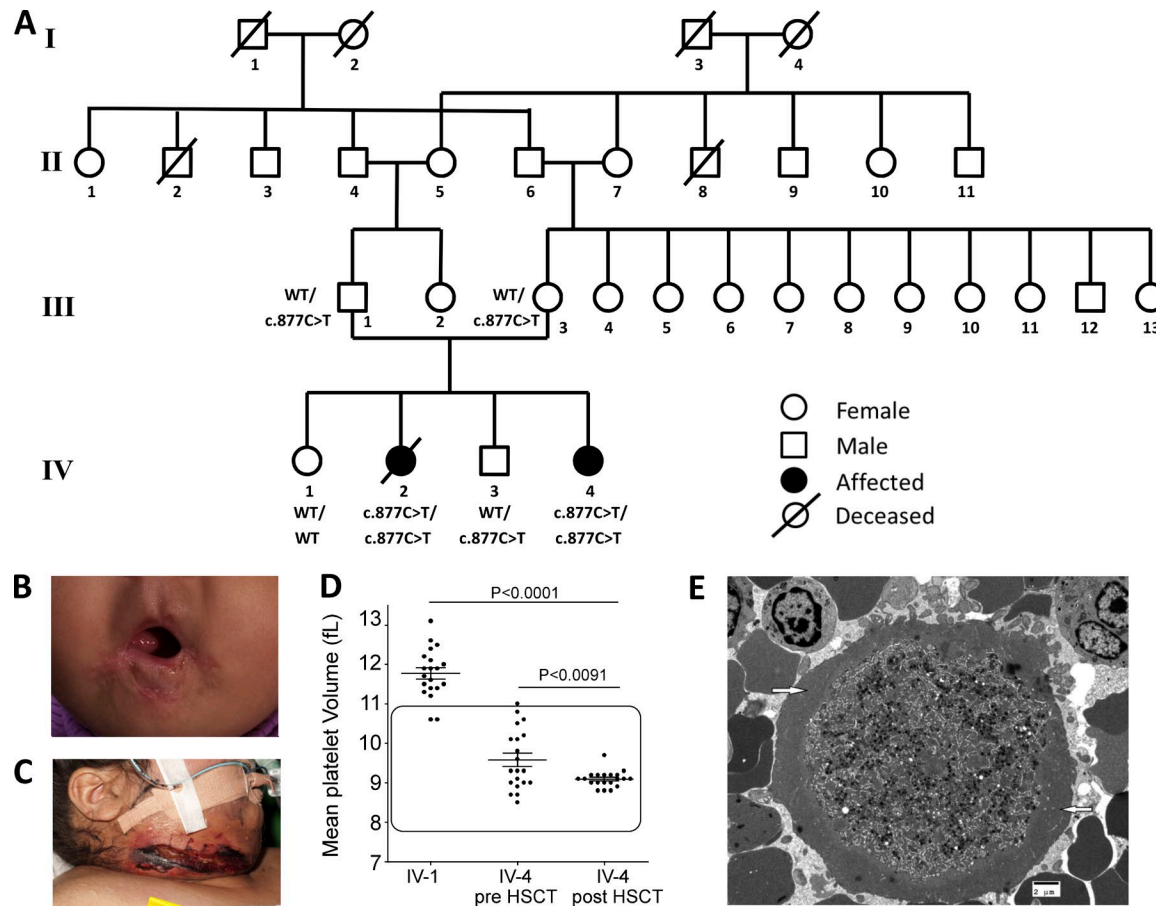 A
I
1 2 3 4
II
1 2 3 4 5 6 7 8 9 10 11
III
WT/
c.877C>T
1 2
WT/
c.877C>T
3 4 5 6 7 8 9 10 11 12 13
IV
1 2 3 4
WT/ c.877C>T/ WT/ c.877C>T/
WT c.877C>T c.877C>T c.877C>T
Female
Male
Affected
Deceased
B
C
D
P<0.0001
P<0.0091
Mean platelet Volume (fL)
13
12
11
10
9
8
7
IV-1 IV-4 IV-4
pre HSCT post HSCT
E
2 µm